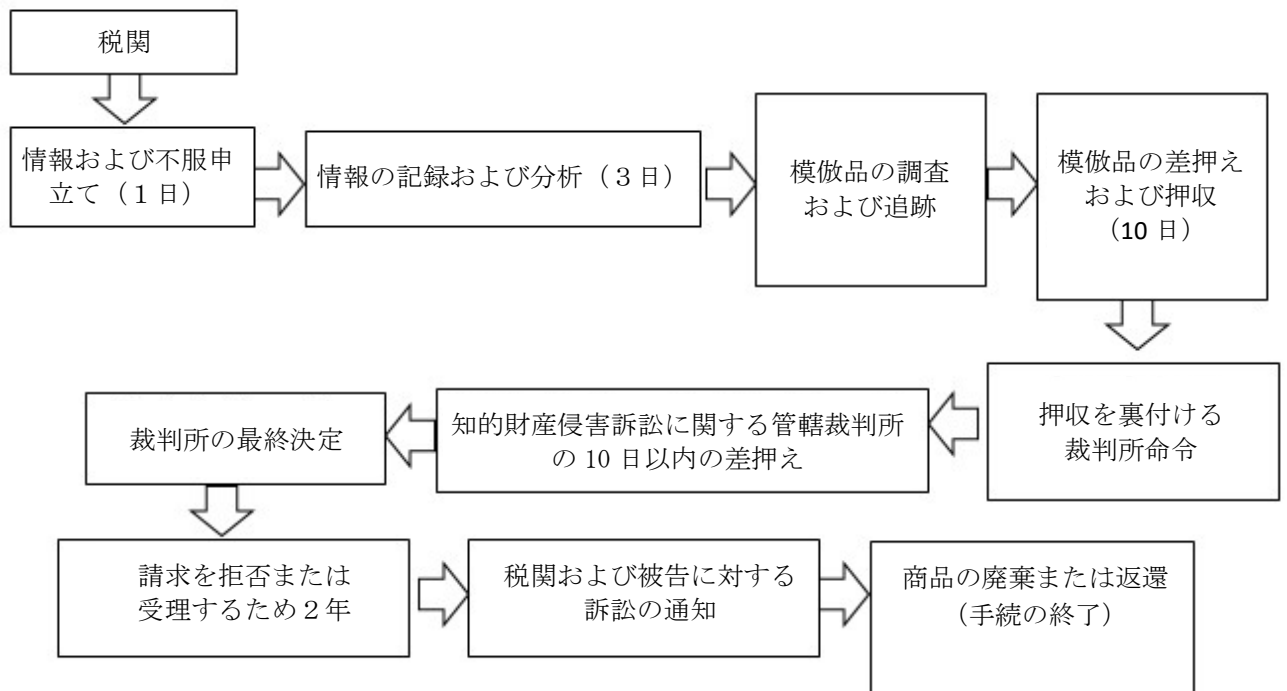 税関
情報および不服申
立て（１日）
情報の記録および分析（３日）
模倣品の調査
および追跡
模倣品の差押え
および押収
（10 日）
押収を裏付ける
裁判所命令
知的財産侵害訴訟に関する管轄裁判所
の 10 日以内の差押え
裁判所の最終決定
請求を拒否または
受理するため２年
税関および被告に対する
訴訟の通知
商品の廃棄または返還
（手続の終了）